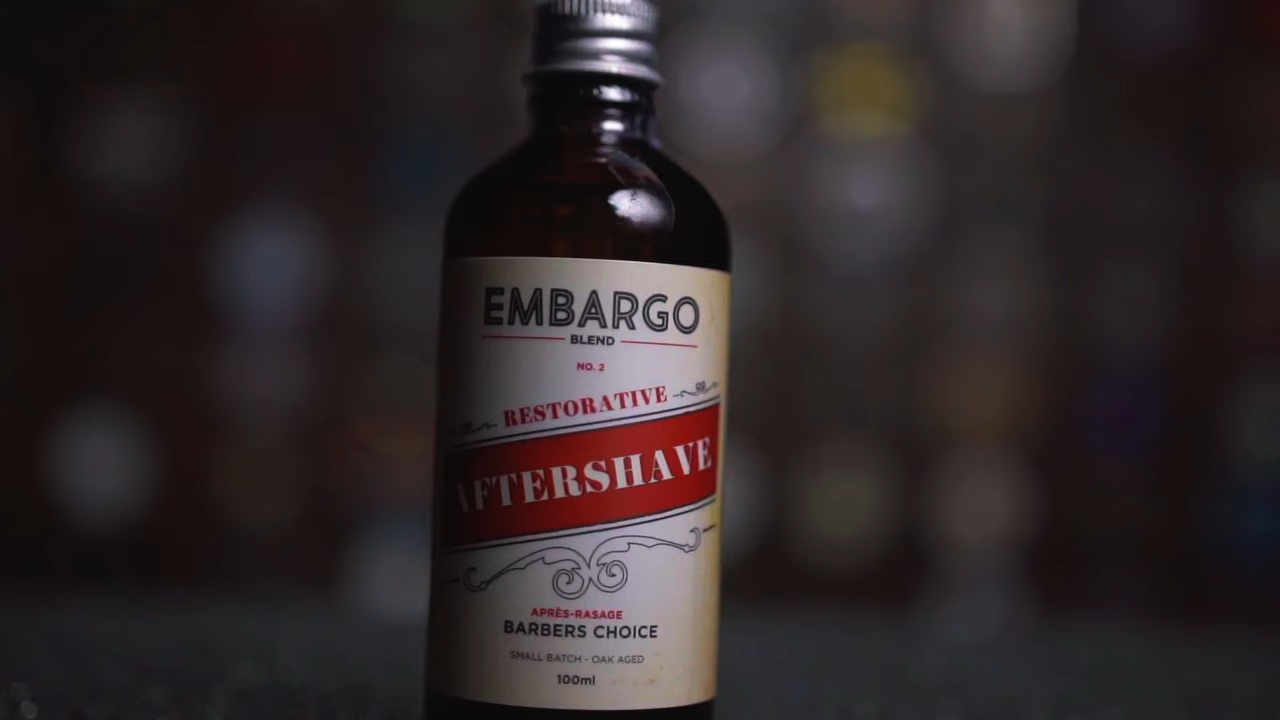 EMBARGO
BLEND
NO. 2
RESTORATIVE
AFTERSHAVE
APRÈS-RASAGE
BARBERS CHOICE
SMALL BATCH - OAK AGED
100ml